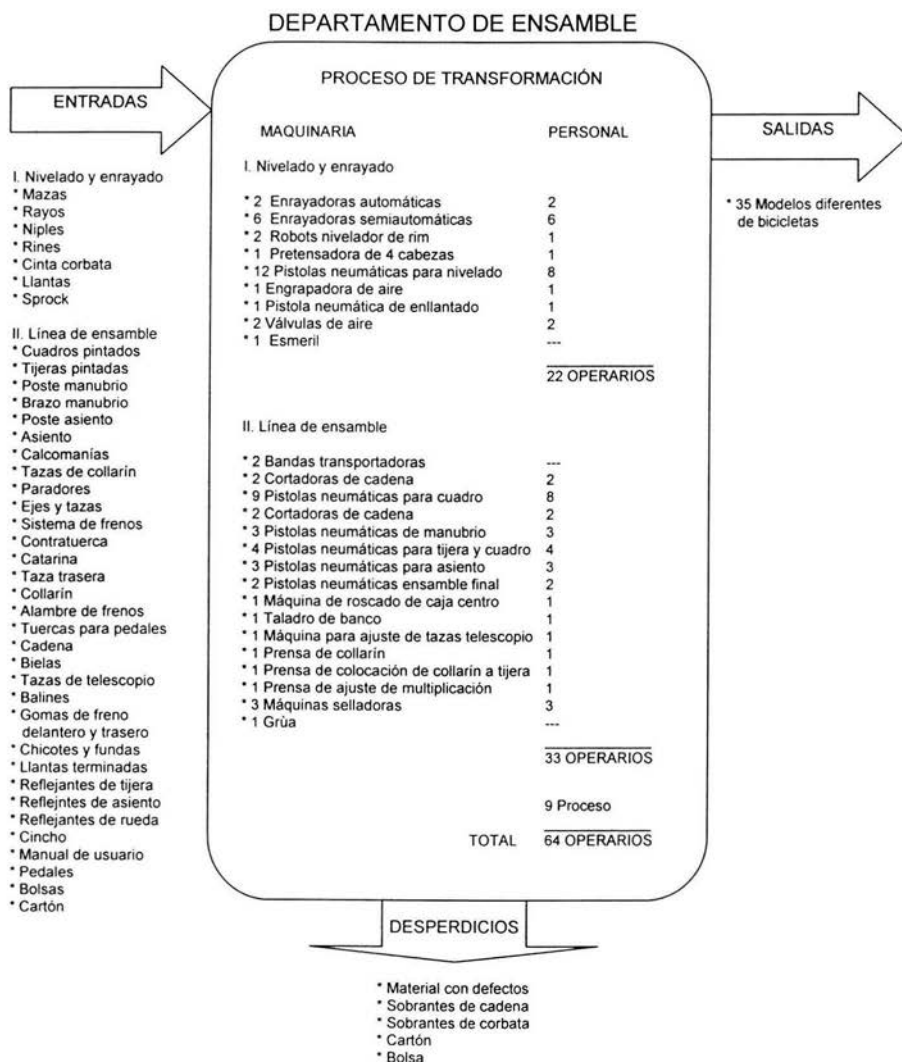 DEPARTAMENTO DE ENSAMBLE
ENTRADAS
I. Nivelado y enrayado
* Mazas
* Rayos
* Niples
* Rines
* Cinta corbata
* Llantas
* Sprock
II. Línea de ensamble
* Cuadros pintados
* Tijeras pintadas
* Poste manubrio
* Brazo manubrio
* Poste asiento
* Asiento
* Calcomanías
* Tazas de collarín
* Paradores
* Ejes y tazas
* Sistema de frenos
* Contratuerca
* Catarina
* Taza trasera
* Collarín
* Alambre de frenos
* Tuercas para pedales
* Cadena
* Bielas
* Tazas de telescopio
* Balines
* Gomas de freno
delantero y trasero
* Chicotes y fundas
* Llantas terminadas
* Reflejantes de tijera
* Reflejntes de asiento
* Reflejantes de rueda
* Cincho
* Manual de usuario
* Pedales
* Bolsas
* Cartón
PROCESO DE TRANSFORMACIÓN
MAQUINARIA PERSONAL
I. Nivelado y enrayado
* 2 Enrayadoras automáticas 2
* 6 Enrayadoras semiautomáticas 6
* 2 Robots nivelador de rim 1
* 1 Pretensadora de 4 cabezas 1
* 12 Pistolas neumáticas para nivelado 8
* 1 Engrapadora de aire 1
* 1 Pistola neumática de enllantado 1
* 2 Válvulas de aire 2
* 1 Esmeril ---
22 OPERARIOS
II. Línea de ensamble
* 2 Bandas transportadoras ---
* 2 Cortadoras de cadena 2
* 9 Pistolas neumáticas para cuadro 8
* 2 Cortadoras de cadena 2
* 3 Pistolas neumáticas de manubrio 3
* 4 Pistolas neumáticas para tijera y cuadro 4
* 3 Pistolas neumáticas para asiento 3
* 2 Pistolas neumáticas ensamble final 2
* 1 Máquina de roscado de caja centro 1
* 1 Taladro de banco 1
* 1 Máquina para ajuste de tazas telescopio 1
* 1 Prensa de collarín 1
* 1 Prensa de colocación de collarín a tijera 1
* 1 Prensa de ajuste de multiplicación 1
* 3 Máquinas selladoras 3
* 1 Grùa ---
33 OPERARIOS
9 Proceso
TOTAL 64 OPERARIOS
SALIDAS
* 35 Modelos diferentes
de bicicletas
DESPERDICIOS
* Material con defectos
* Sobrantes de cadena
* Sobrantes de corbata
* Cartón
* Bolsa